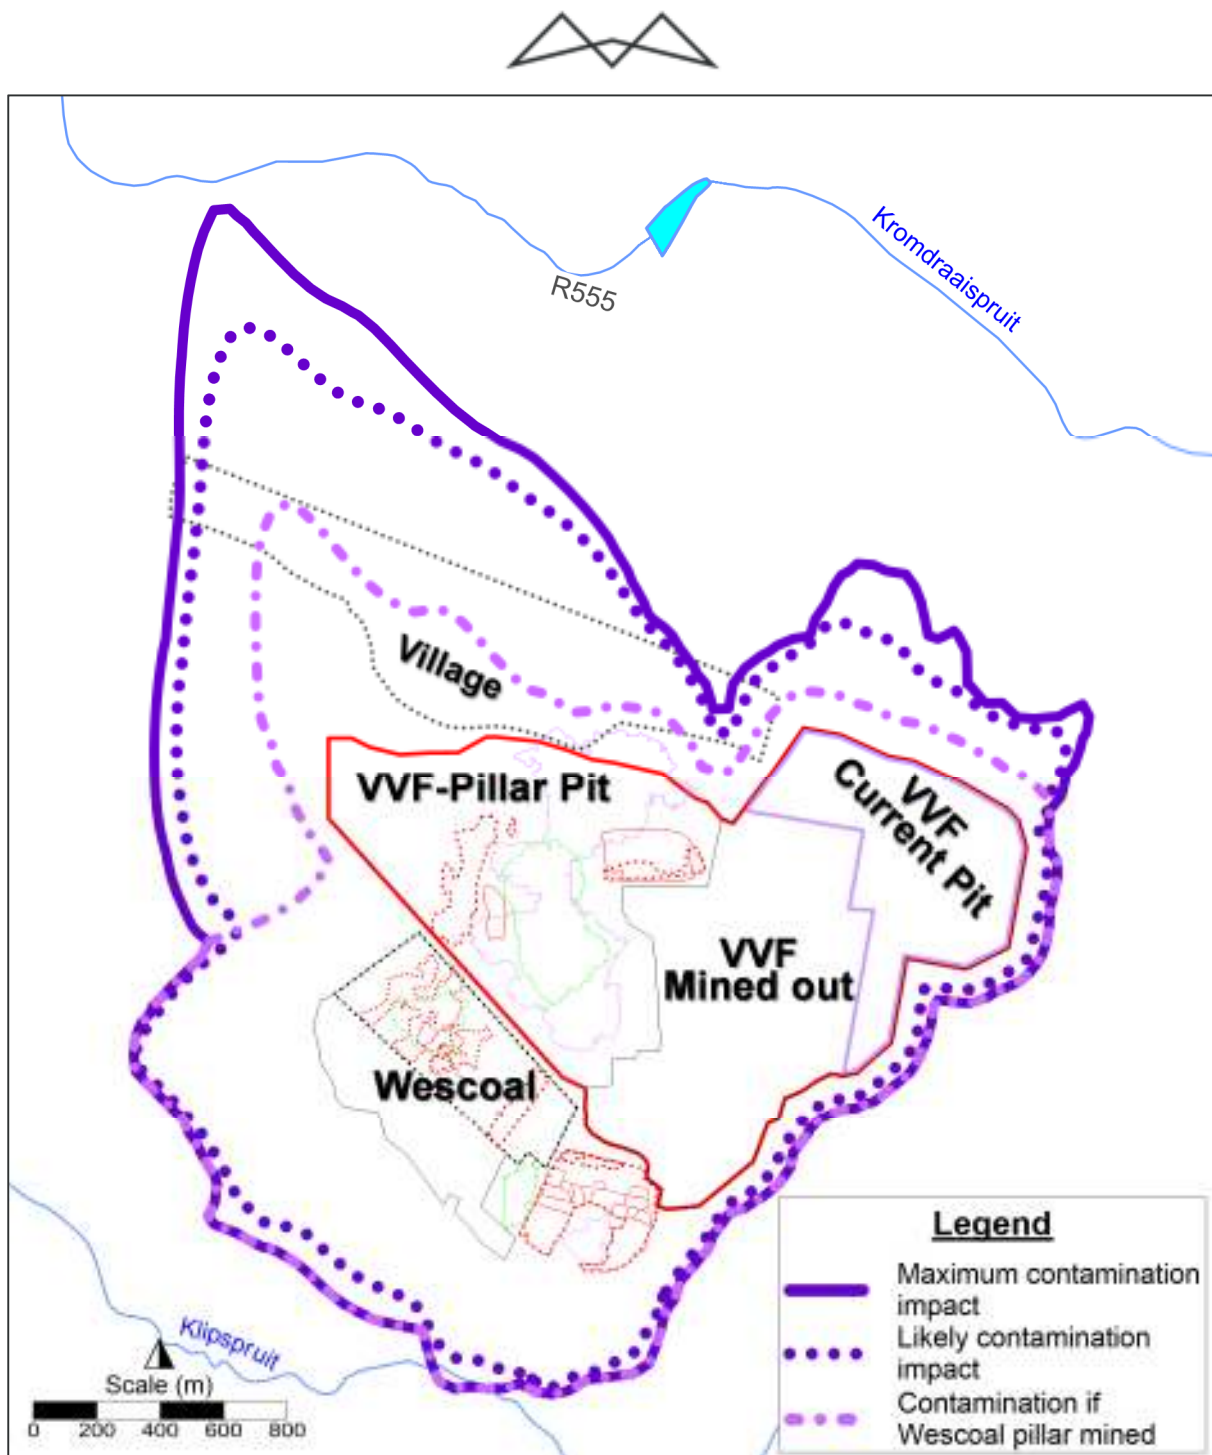 Kromdraaispruit
R555
Village
VVF-Pillar Pit
VVF
Current Pit
VVF
Mined out
Wescoal
Klipspruit
Scale (m)
0 200 400 600 800
Legend
Maximum contamination
impact
Likely contamination
impact
Contamination if
Wescoal pillar mined